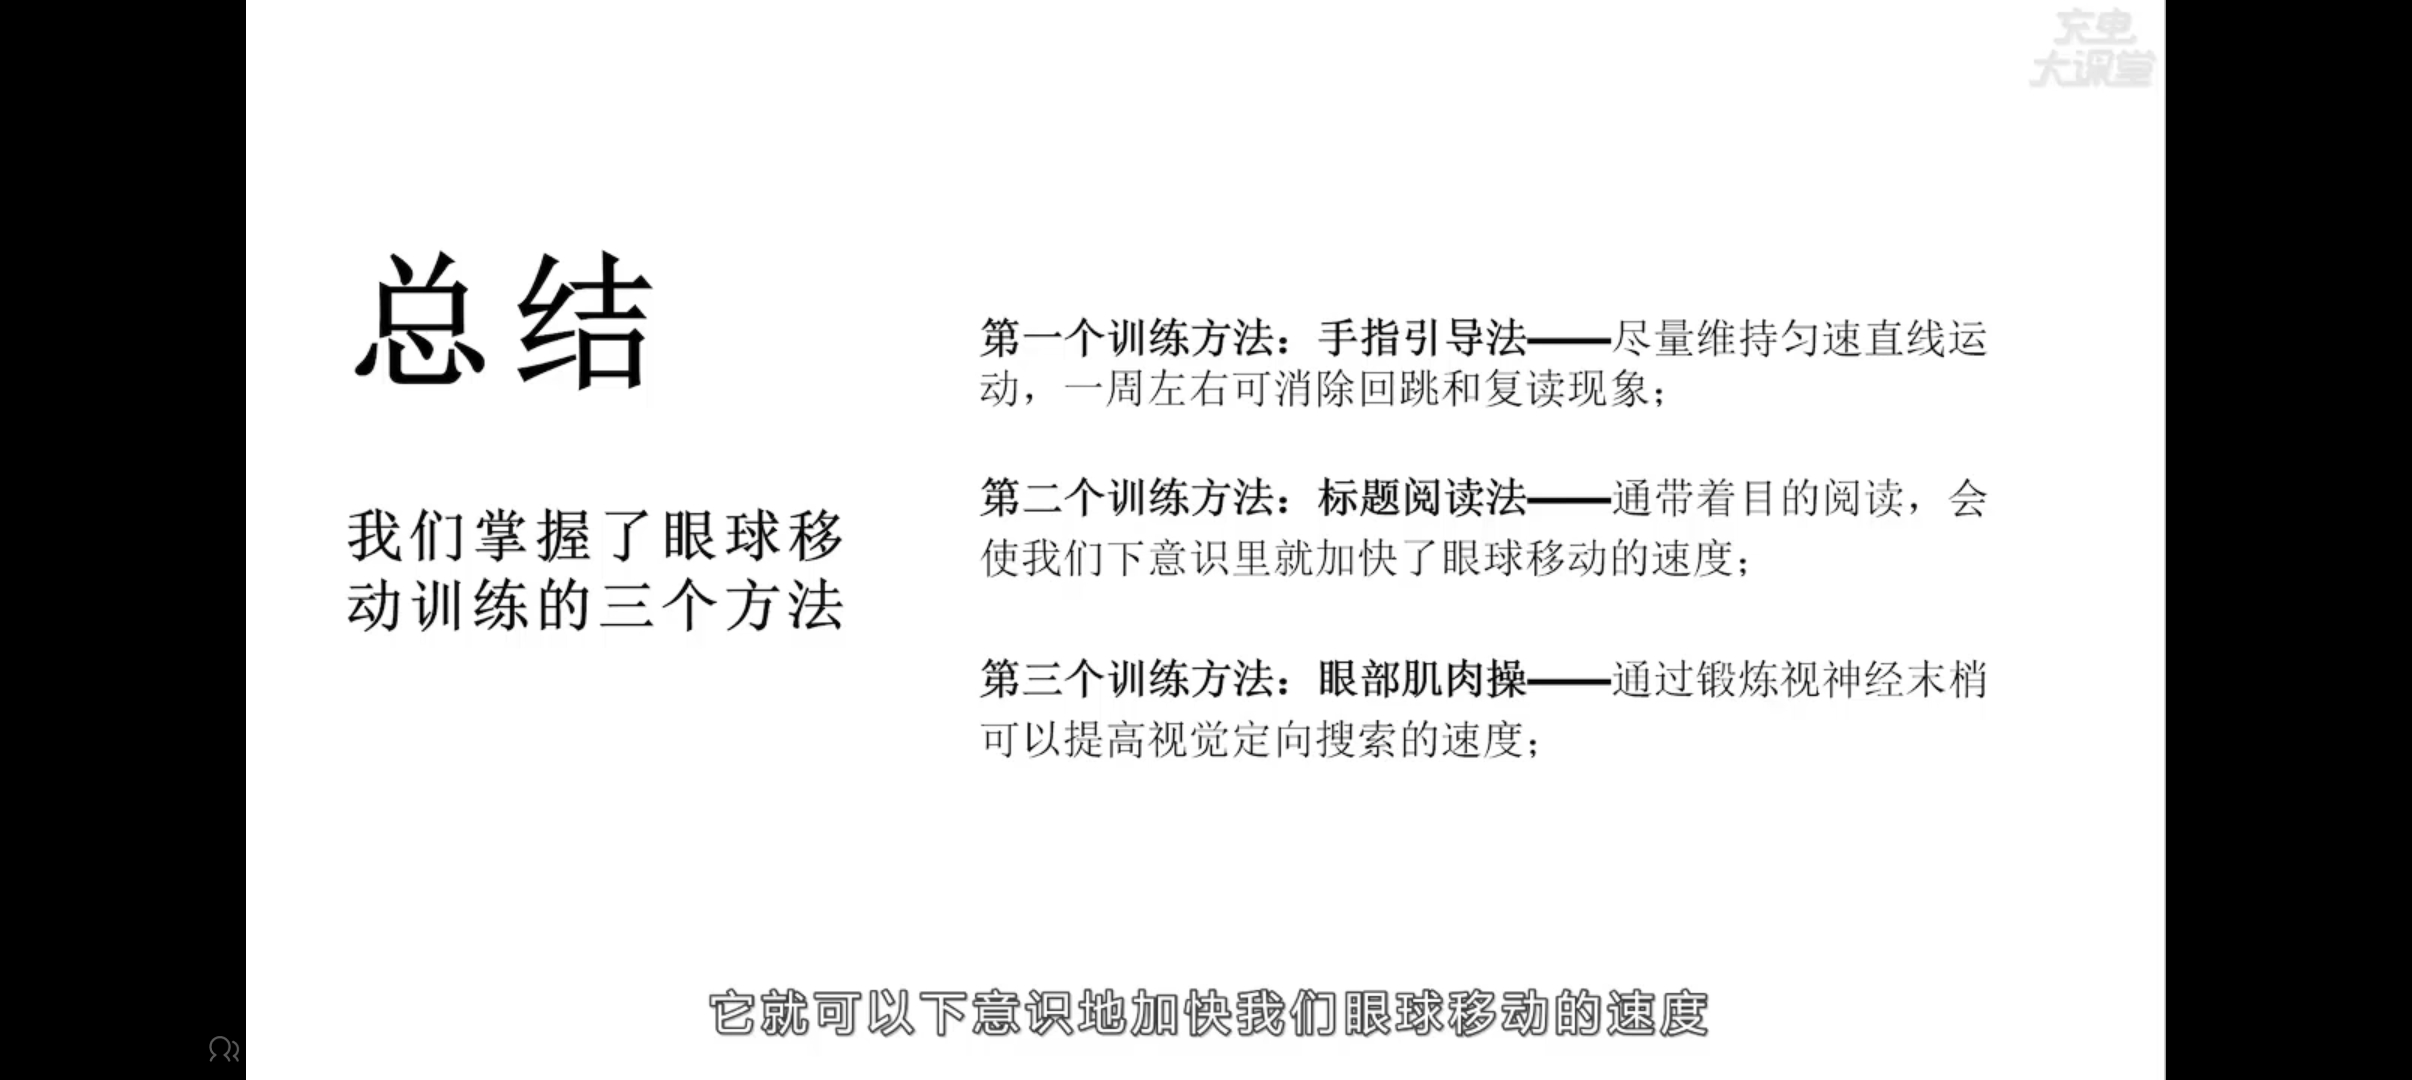 充电
大课堂
总结
我们掌握了眼球移
动训练的三个方法
第一个训练方法：手指引导法——尽量维持匀速直线运
动，一周左右可消除回跳和复读现象；
第二个训练方法：标题阅读法——通带着目的阅读，会
使我们下意识里就加快了眼球移动的速度；
第三个训练方法：眼部肌肉操——通过锻炼视神经末梢
可以提高视觉定向搜索的速度；
它就可以下意识地加快我们眼球移动的速度